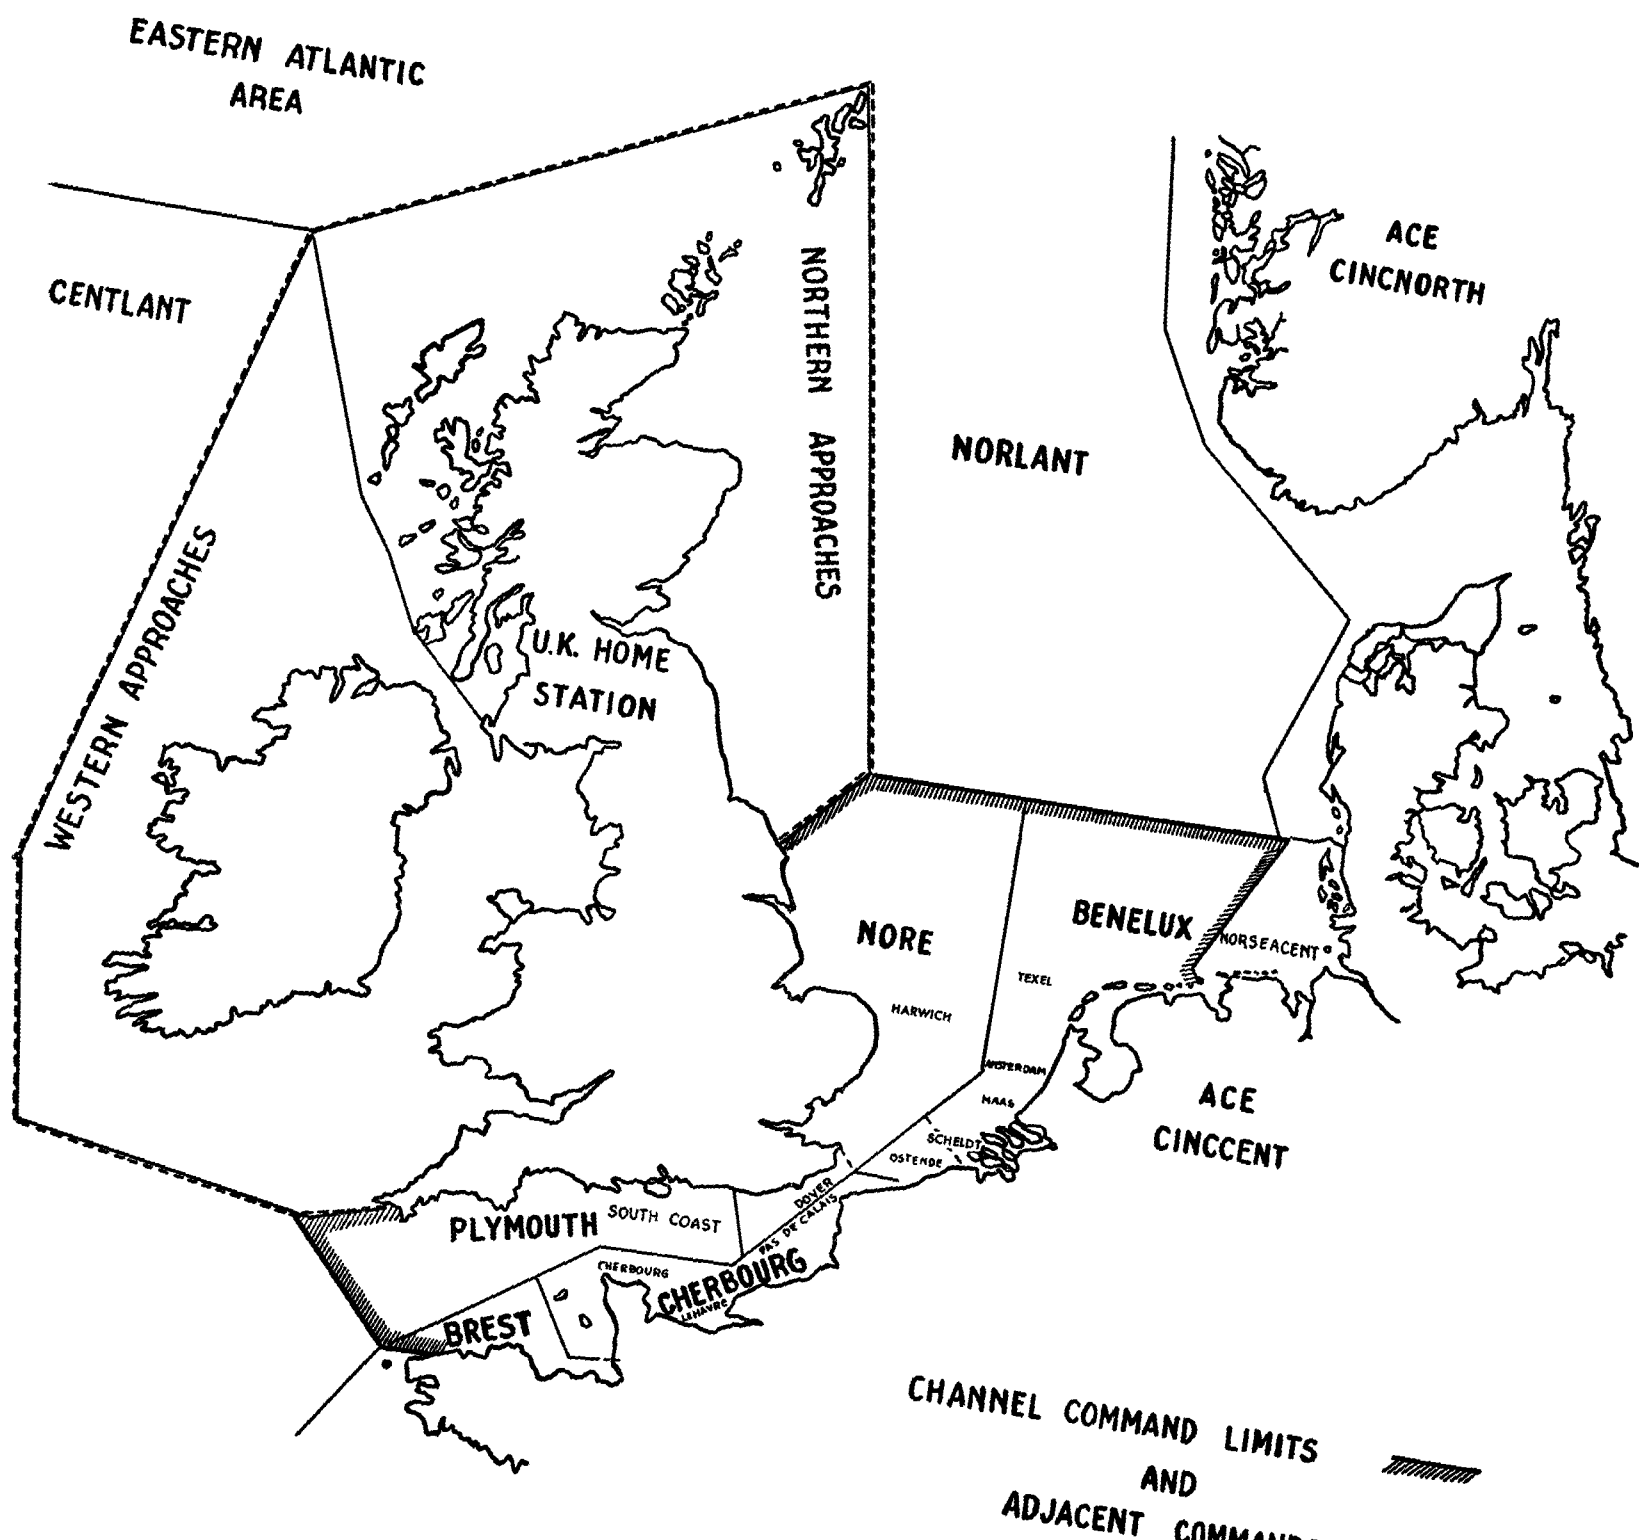 EASTERN ATLANTIC
AREA
CENTLANT
WESTERN APPROACHES
NORTHERN APPROACHES
ACE
CINCNORTH
NORLANT
U.K. HOME
STATION
NORE
HARWICH
BENELUX
TEXEL
NORSEACENT
AMSTERDAM
MAAS
SCHELDT
OSTENDE
ACE
CINCCENT
DOVER
PAS DE CALAIS
PLYMOUTH
SOUTH COAST
CHERBOURG
CHERBOURG
LE HAVRE
BREST
CHANNEL COMMAND LIMITS
AND
ADJACENT